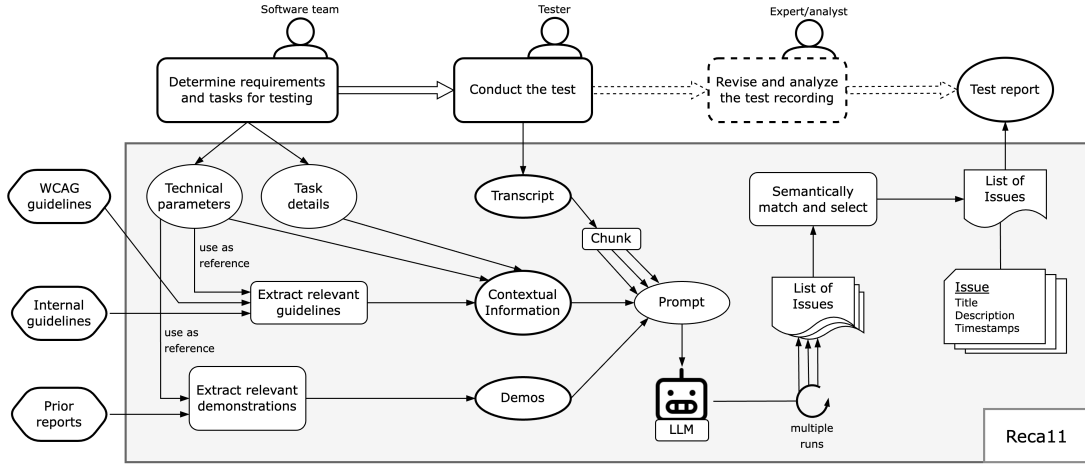 Software team
Tester
Expert/analyst
Determine requirements
and tasks for testing
Conduct the test
Revise and analyze
the test recording
Test report
WCAG
guidelines
Technical
parameters
Task
details
Transcript
Semantically
match and select
List of
Issues
Chunk
use as
reference
Internal
guidelines
Extract relevant
guidelines
Contextual
Information
Prompt
List of
Issues
Issue
Title
Description
Timestamps
use as
reference
Prior
reports
Extract relevant
demonstrations
Demos
LLM
multiple
runs
Reca11